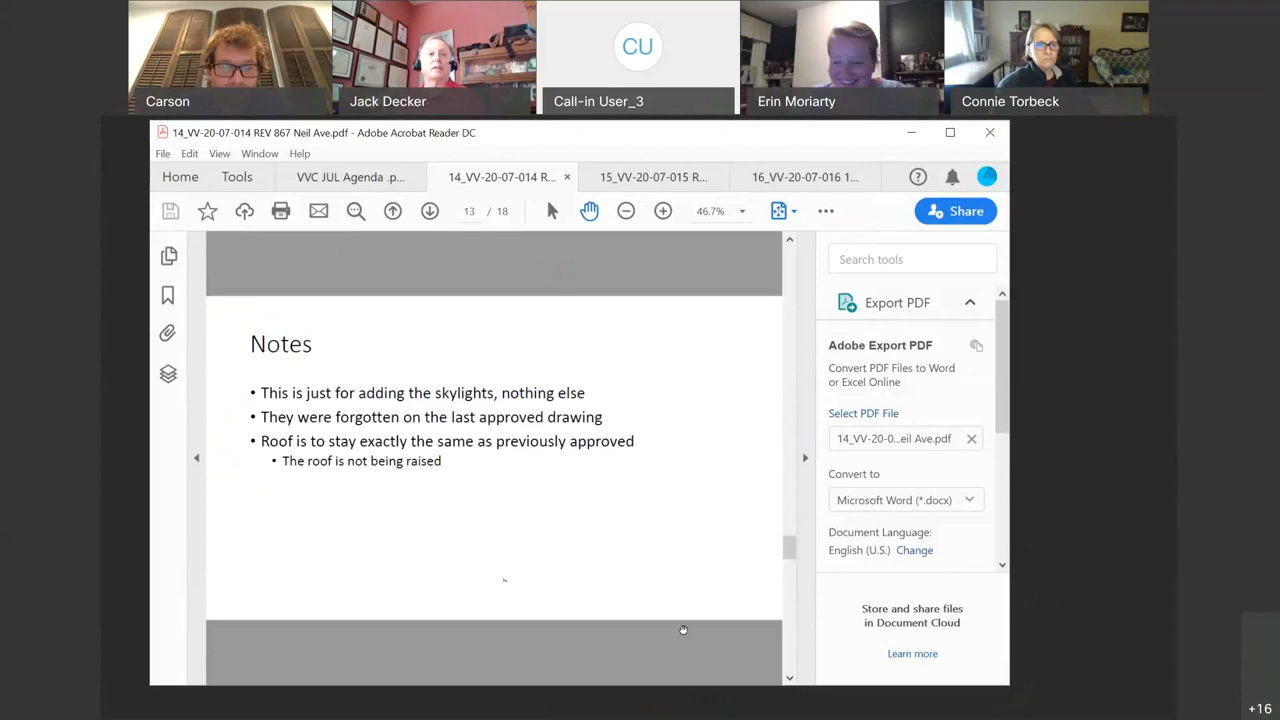 CU
Carson
Jack Decker
Call-in User_3
Erin Moriarty
Connie Torbeck
14_VV-20-07-014 REV 867 Neil Ave.pdf - Adobe Acrobat Reader DC
File Edit View Window Help
Home Tools VVC JUL Agenda .p... 14_VV-20-07-014 R... 15_VV-20-07-015 R... 16_VV-20-07-016 1...
13 / 18 46.7% Share
Search tools
Export PDF
Adobe Export PDF
Convert PDF Files to Word
or Excel Online
Select PDF File
14_VV-20-0...eil Ave.pdf
Convert to
Microsoft Word (*.docx)
Document Language:
English (U.S.) Change
Store and share files
in Document Cloud
Learn more
Notes
• This is just for adding the skylights, nothing else
• They were forgotten on the last approved drawing
• Roof is to stay exactly the same as previously approved
• The roof is not being raised
+16